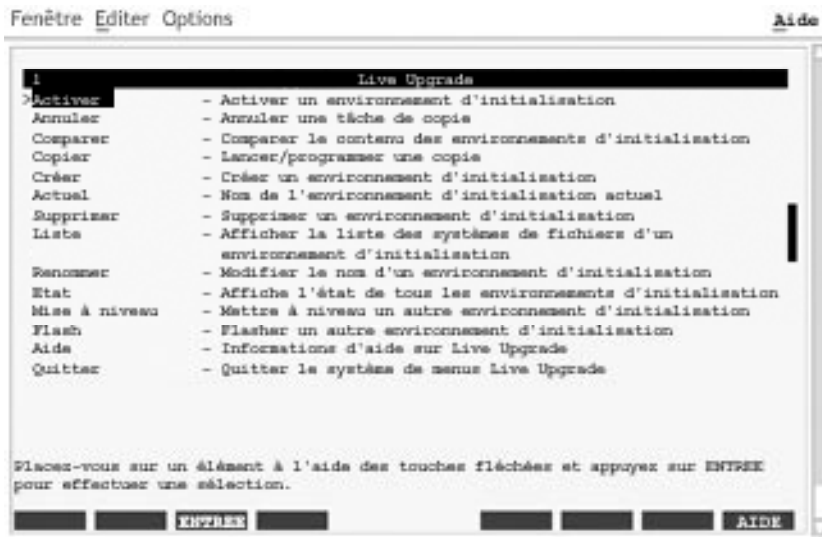 Fenêtre Editer Options Aide
1 Live Upgrade
>Activer - Activer un environnement d'initialisation
Annuler - Annuler une tâche de copie
Comparer - Comparer le contenu des environnements d'initialisation
Copier - Lancer/programmer une copie
Créer - Créer un environnement d'initialisation
Actuel - Nom de l'environnement d'initialisation actuel
Supprimer - Supprimer un environnement d'initialisation
Liste - Afficher la liste des systèmes de fichiers d'un
environnement d'initialisation
Renommer - Modifier le nom d'un environnement d'initialisation
Etat - Affiche l'état de tous les environnements d'initialisation
Mise à niveau - Mettre à niveau un autre environnement d'initialisation
Flash - Flasher un autre environnement d'initialisation
Aide - Informations d'aide sur Live Upgrade
Quitter - Quitter le système de menus Live Upgrade
Placez-vous sur un élément à l'aide des touches fléchées et appuyez sur ENTREE
pour effectuer une sélection.
ENTREE AIDE